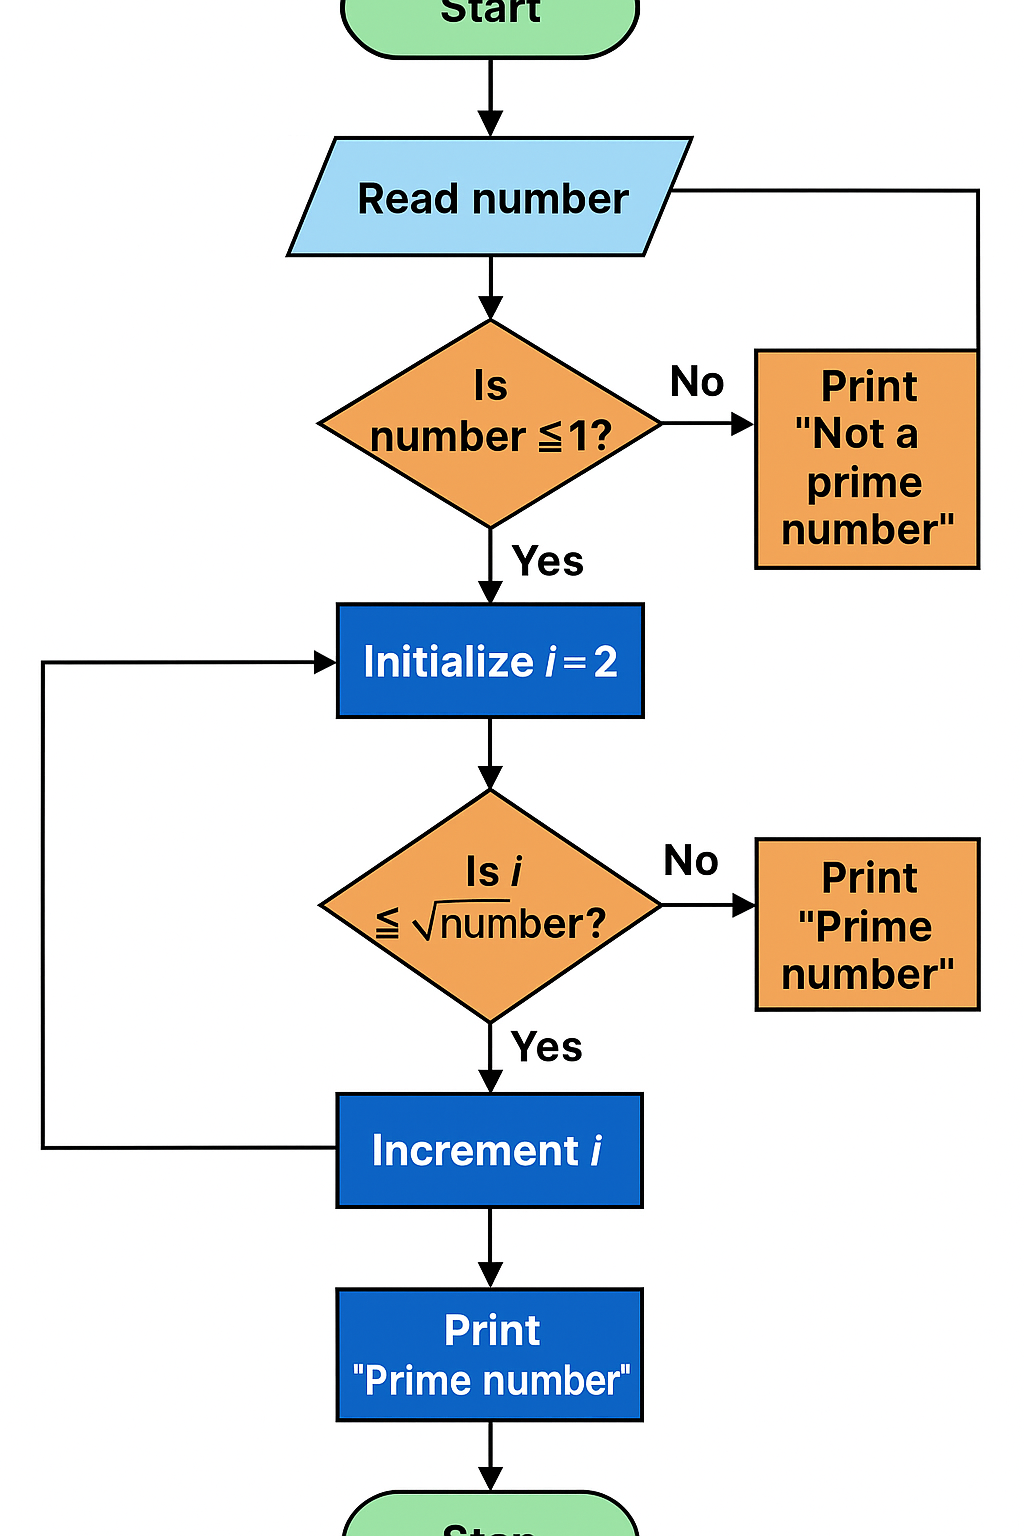 Start
Read number
Is
number ≦1?
No
Print
"Not a
prime
number"
Yes
Initialize i = 2
Is i
≦ √number?
No
Print
"Prime
number"
Yes
Increment i
Print
"Prime number"
Stop